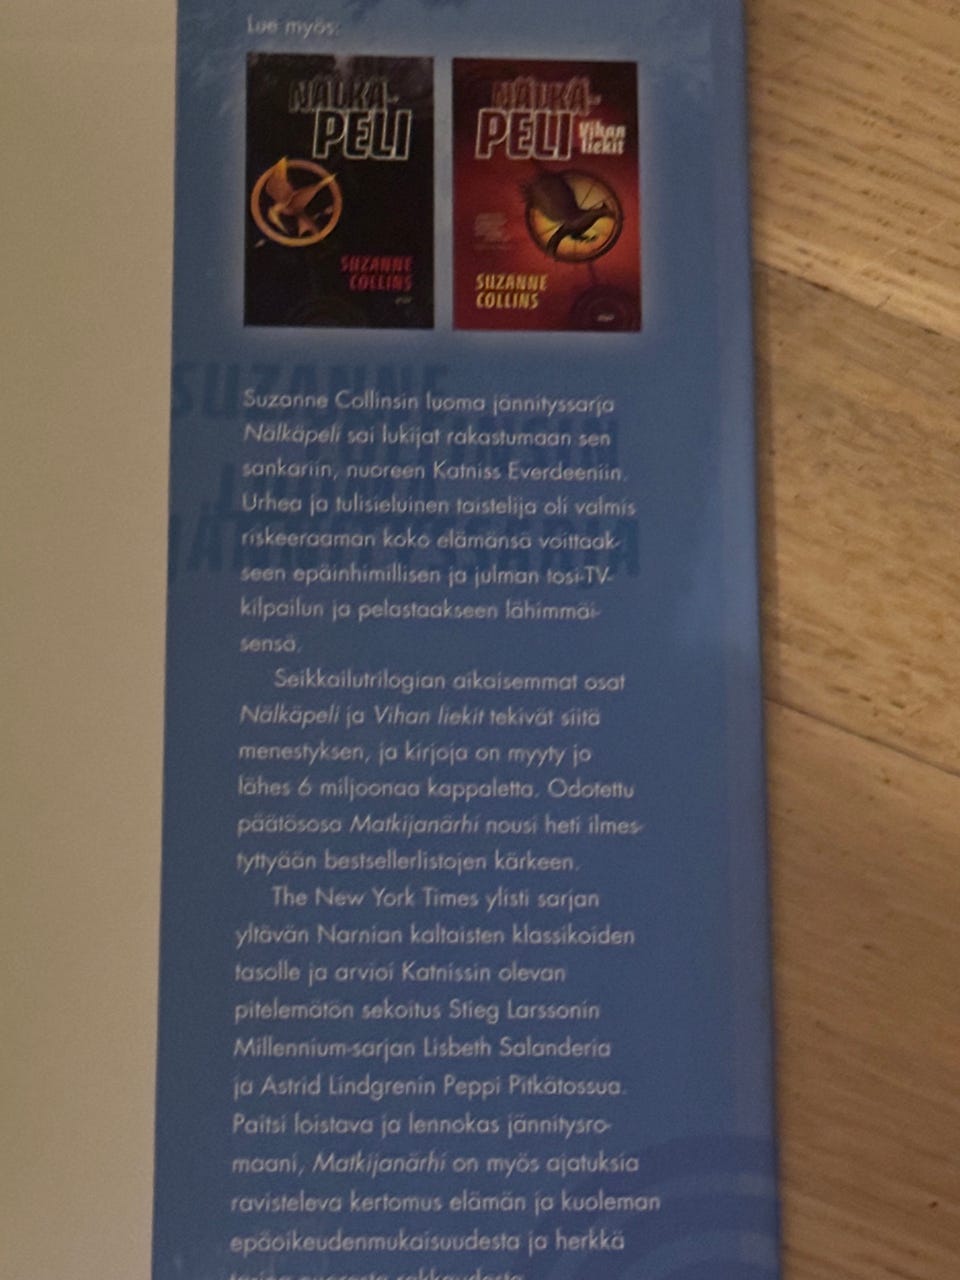 Lue myös:
NÄLKÄ-
PELI
SUZANNE
COLLINS
NÄLKÄ-
PELI Vihan
liekit
SUZANNE
COLLINS
Suzanne Collinsin luoma jännityssarja
Nälkäpeli sai lukijat rakastumaan sen
sankariin, nuoreen Katniss Everdeeniin.
Urhea ja tulisieluinen taistelija oli valmis
riskeeraaman koko elämänsä voittaak-
seen epäinhimillisen ja julman tosi-TV-
kilpailun ja pelastaakseen lähimmäi-
sensä.
Seikkailutrilogian aikaisemmat osat
Nälkäpeli ja Vihan liekit tekivät siitä
menestyksen, ja kirjoja on myyty jo
lähes 6 miljoonaa kappaletta. Odotettu
päätösosa Matkijanärhi nousi heti ilmes-
tyttyään bestsellerlistojen kärkeen.
The New York Times ylisti sarjan
yltävän Narnian kaltaisten klassikoiden
tasolle ja arvioi Katnissin olevan
pitelemätön sekoitus Stieg Larssonin
Millennium-sarjan Lisbeth Salanderia
ja Astrid Lindgrenin Peppi Pitkätossua.
Paitsi loistava ja lennokas jännitysro-
maani, Matkijanärhi on myös ajatuksia
ravisteleva kertomus elämän ja kuoleman
epäoikeudenmukaisuudesta ja herkkä
tarina nuoresta rakkaudesta.